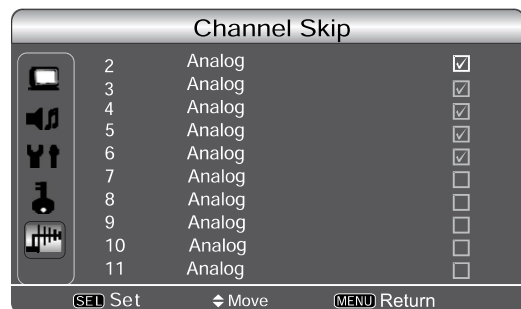 Channel Skip
2 Analog
3 Analog
4 Analog
5 Analog
6 Analog
7 Analog
8 Analog
9 Analog
10 Analog
11 Analog
SEL Set Move MENU Return